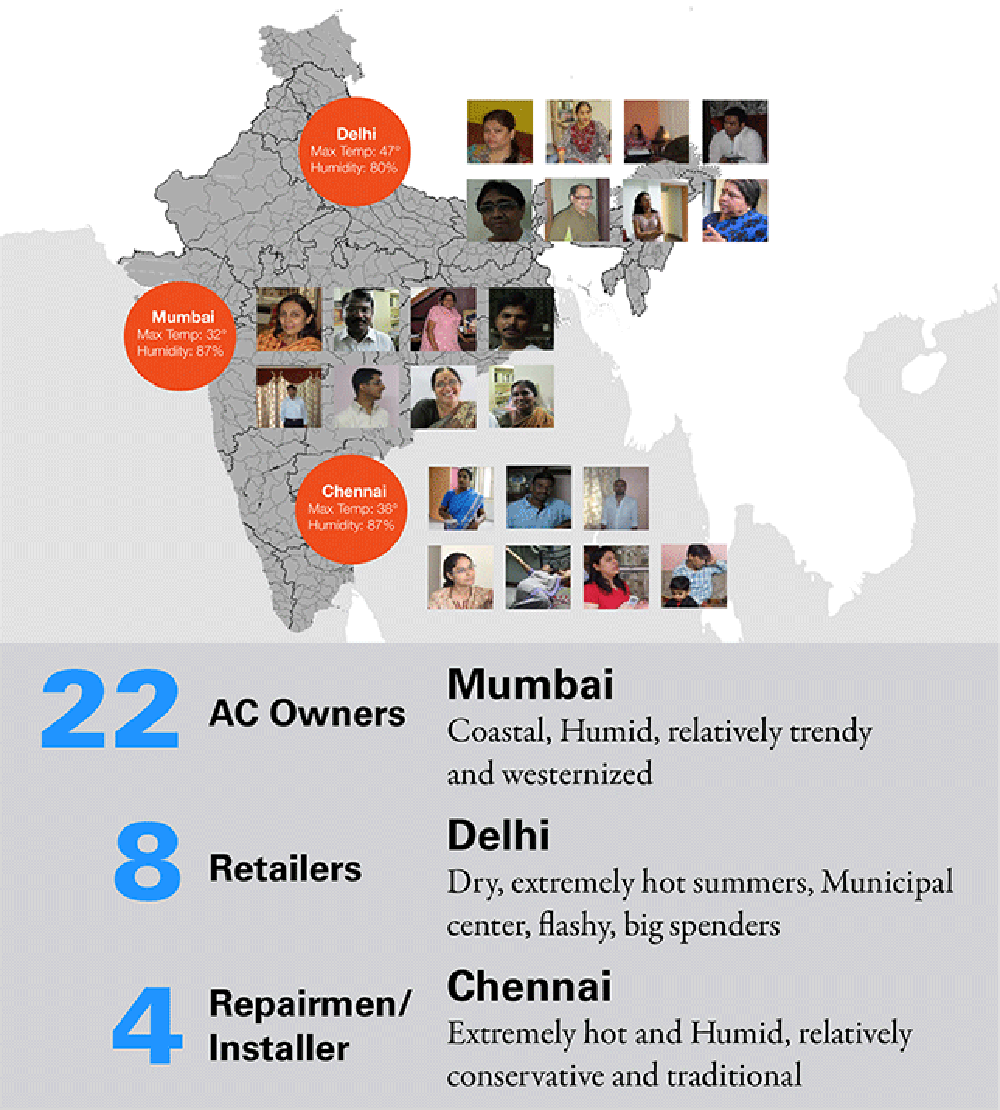 Delhi
Max Temp: 47°
Humidity: 80%
Mumbai
Max Temp: 32°
Humidity: 87%
Chennai
Max Temp: 38°
Humidity: 87%
22
AC Owners
8
Retailers
4
Repairmen/
Installer
Mumbai
Coastal, Humid, relatively trendy
and westernized
Delhi
Dry, extremely hot summers, Municipal
center, flashy, big spenders
Chennai
Extremely hot and Humid, relatively
conservative and traditional